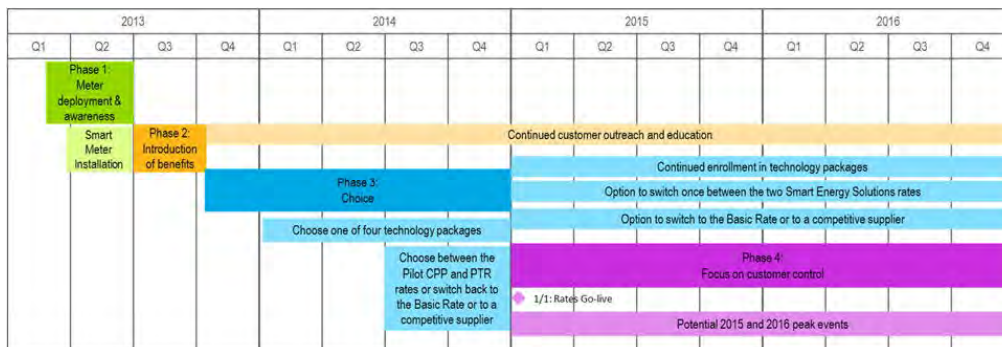 2013 2014 2015 2016
Q1 Q2 Q3 Q4 Q1 Q2 Q3 Q4 Q1 Q2 Q3 Q4 Q1 Q2 Q3 Q4
Phase 1:
Meter
deployment &
awareness
Smart
Meter
Installation
Phase 2:
Introduction
of benefits
Continued customer outreach and education
Continued enrollment in technology packages
Phase 3:
Choice
Option to switch once between the two Smart Energy Solutions rates
Option to switch to the Basic Rate or to a competitive supplier
Choose one of four technology packages
Choose between the
Pilot CPP and PTR
rates or switch back to
the Basic Rate or to a
competitive supplier
Phase 4:
Focus on customer control
1/1: Rates Go-live
Potential 2015 and 2016 peak events